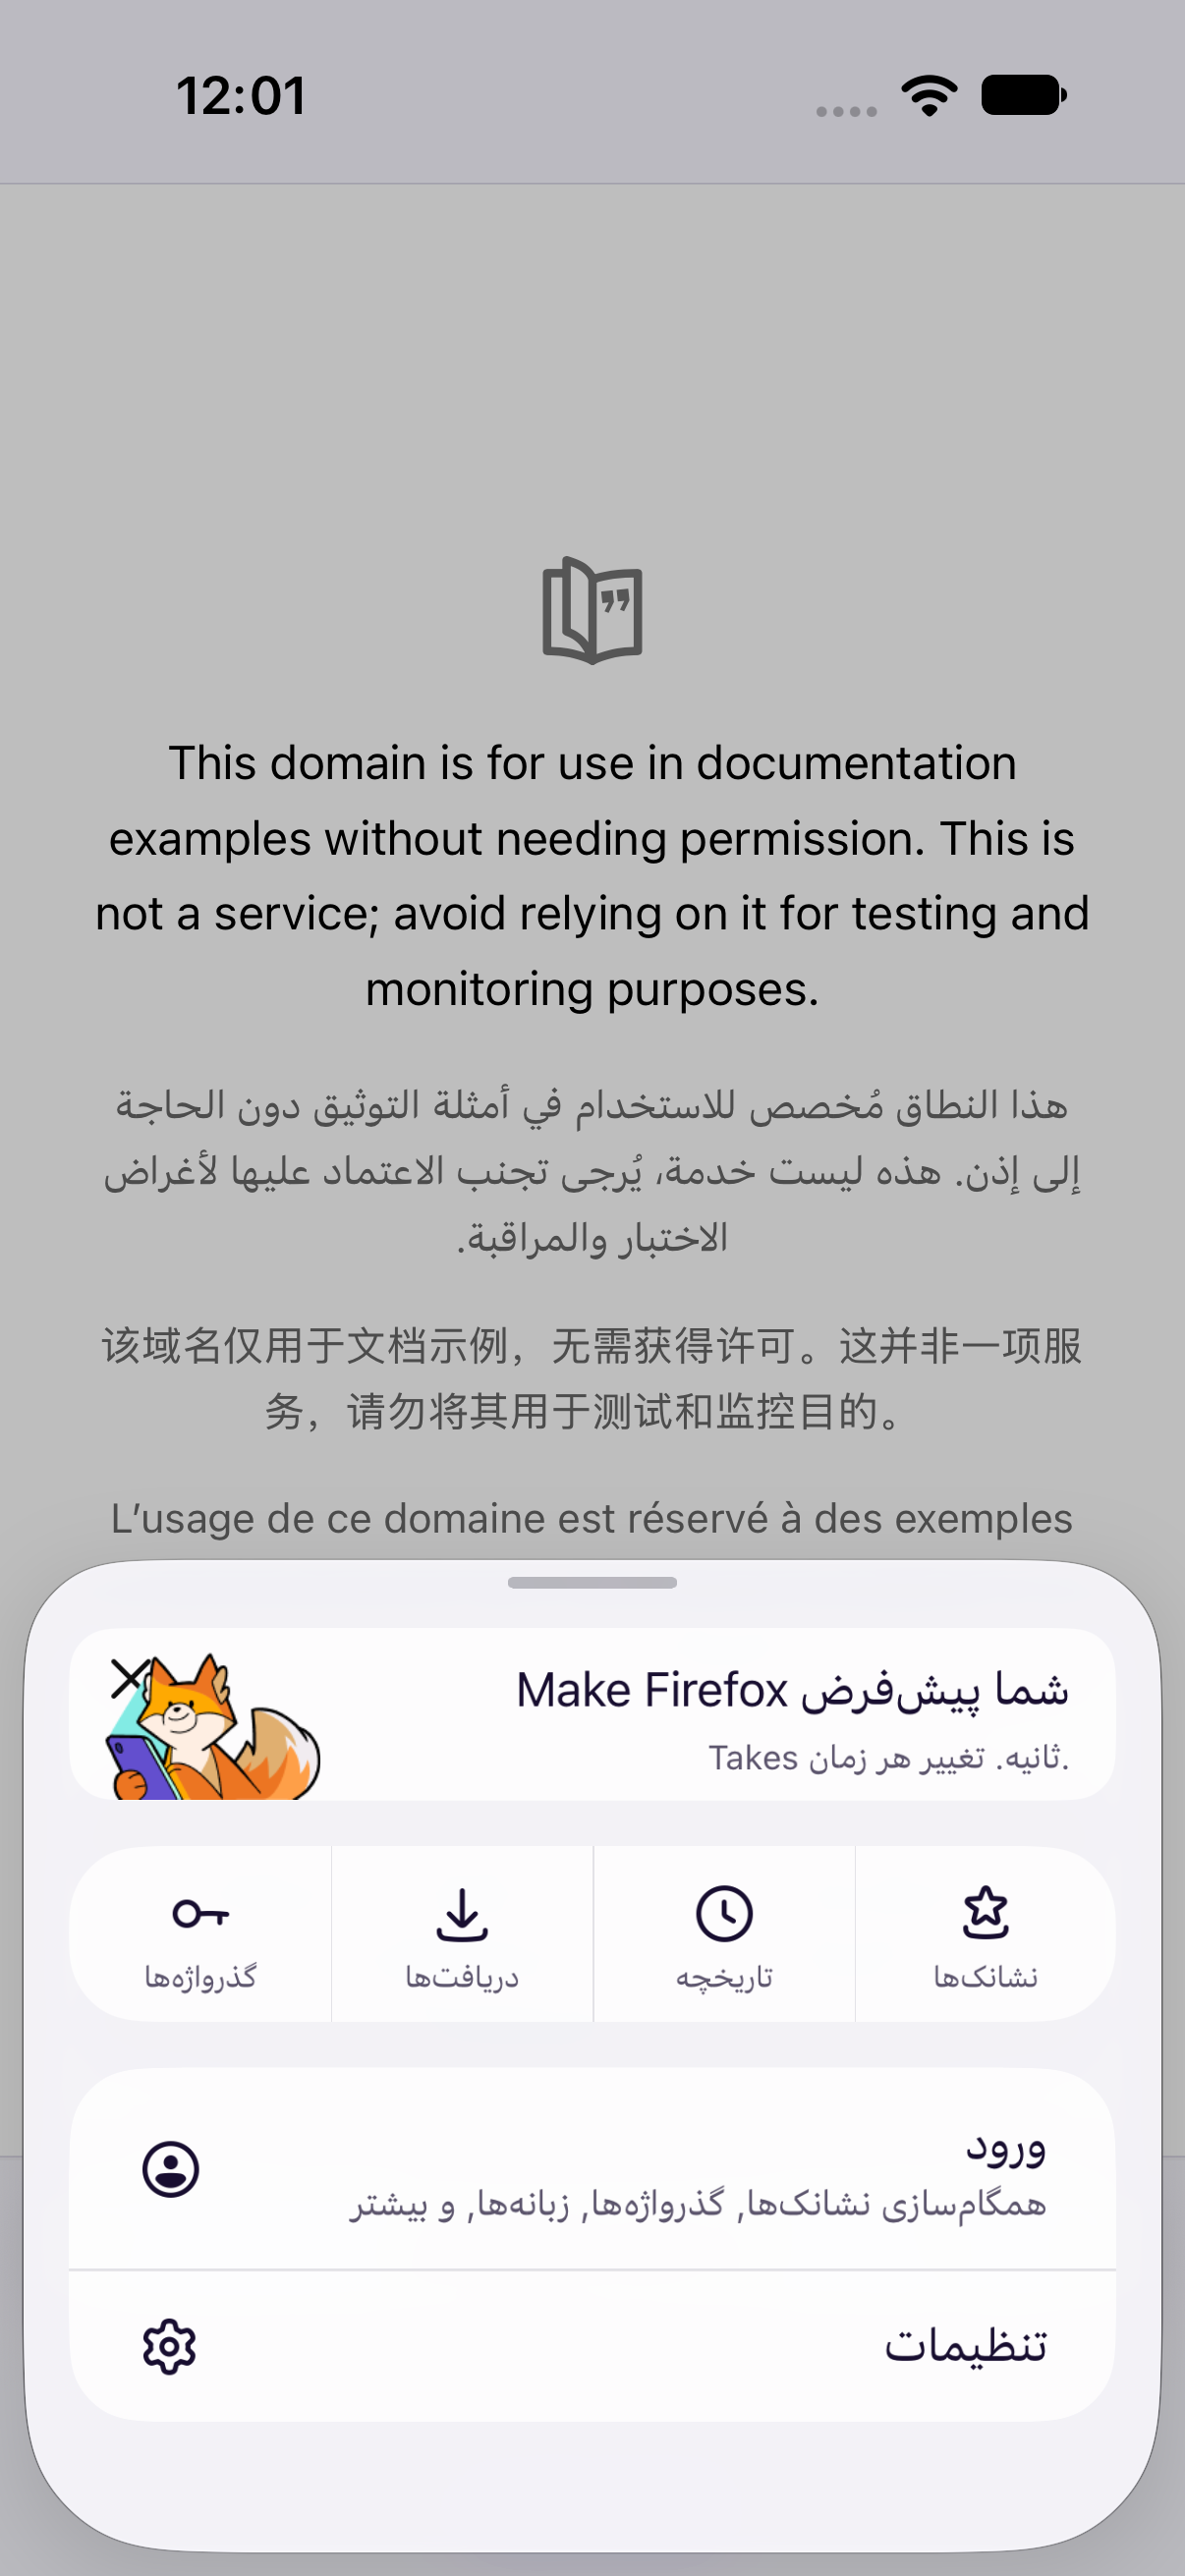 12:01
This domain is for use in documentation
examples without needing permission. This is
not a service; avoid relying on it for testing and
monitoring purposes.
هذا النطاق مُخصص للاستخدام في أمثلة التوثيق دون الحاجة
إلى إذن. هذه ليست خدمة، يُرجى تجنب الاعتماد عليها لأغراض
الاختبار والمراقبة.
该域名仅用于文档示例，无需获得许可。这并非一项服
务，请勿将其用于测试和监控目的。
L’usage de ce domaine est réservé à des exemples
شما پیش‌فرض Make Firefox
.ثانیه. تغییر هر زمان Takes
نشانک‌ها
تاریخچه
دریافت‌ها
گذرواژه‌ها
ورود
همگام‌سازی نشانک‌ها, گذرواژه‌ها, زبانه‌ها, و بیشتر
تنظیمات